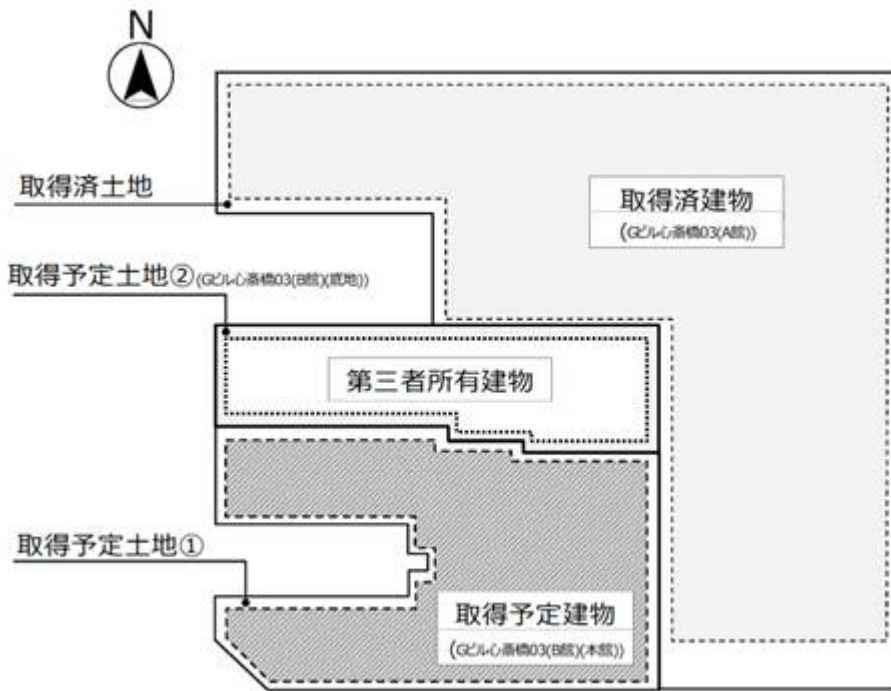 N
取得済土地
取得済建物
(Gビル心斎橋03(A館))
取得予定土地②(Gビル心斎橋03(B館)(底地))
第三者所有建物
取得予定土地①
取得予定建物
(Gビル心斎橋03(B館)(本館))